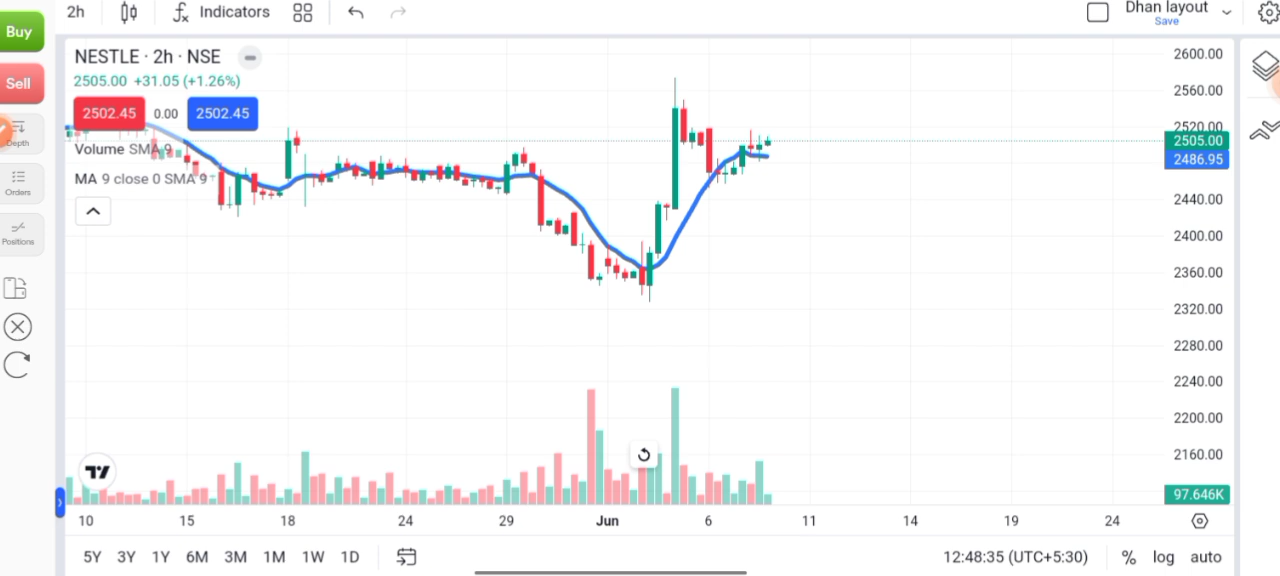 2h Indicators Dhan layout
Save
Buy
NESTLE · 2h · NSE
2505.00 +31.05 (+1.26%)
Sell
2502.45 0.00 2502.45
Depth
Volume SMA 9
MA 9 close 0 SMA 9
Orders
Positions
2600.00
2560.00
2520.00
2505.00
2486.95
2440.00
2400.00
2360.00
2320.00
2280.00
2240.00
2200.00
2160.00
97.646K
10 15 18 24 29 Jun 6 11 14 19 24
5Y 3Y 1Y 6M 3M 1M 1W 1D 12:48:35 (UTC+5:30) % log auto